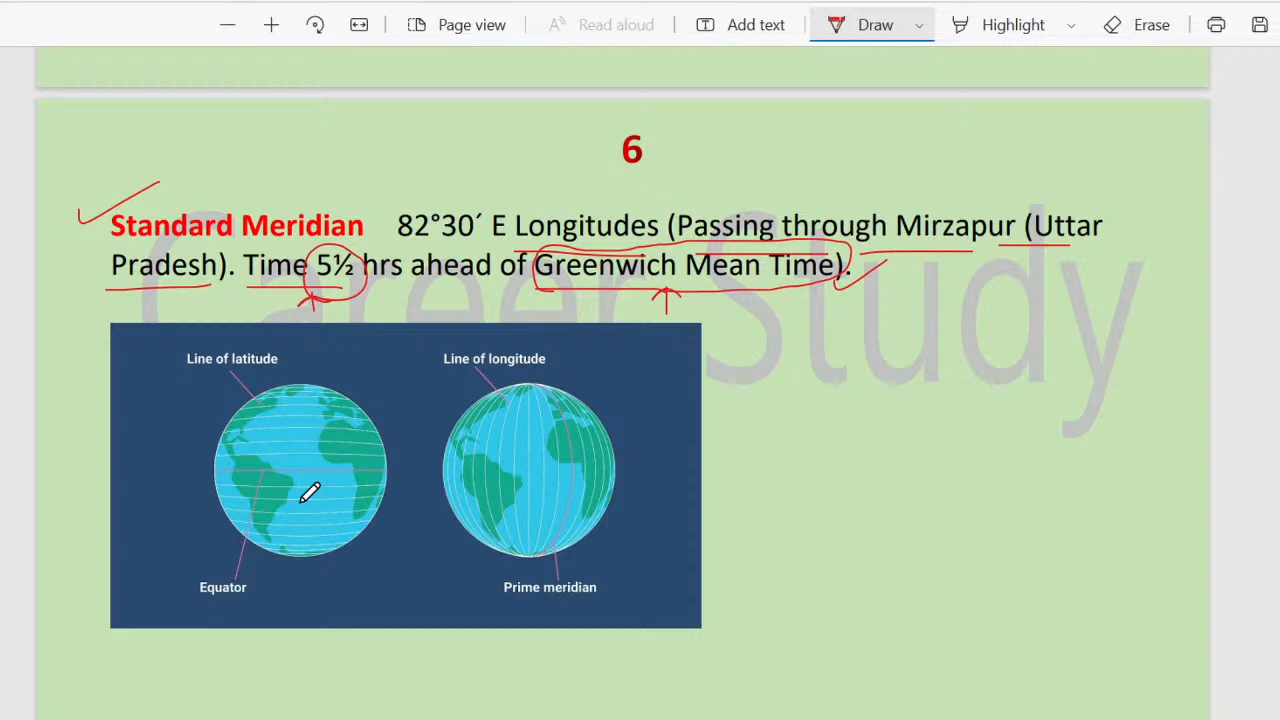 Page view
Read aloud
Add text
Draw
Highlight
Erase
6
Standard Meridian 82°30´ E Longitudes (Passing through Mirzapur (Uttar
Pradesh). Time 5½ hrs ahead of Greenwich Mean Time).
Career Study
Line of latitude
Line of longitude
Equator
Prime meridian